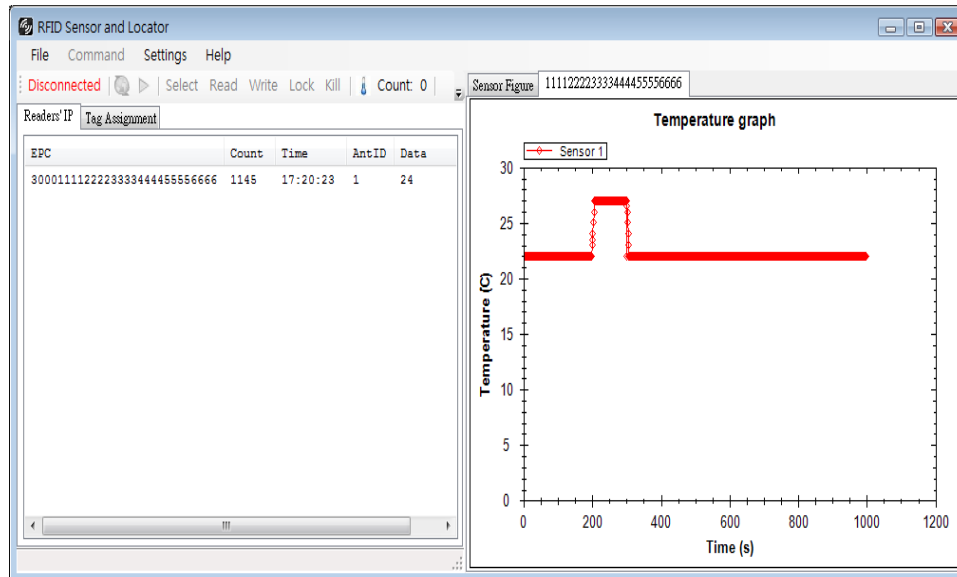 RFID Sensor and Locator
File Command Settings Help
Disconnected Select Read Write Lock Kill Count: 0
Readers' IP Tag Assignment
EPC Count Time AntID Data
3000111122223333444455556666 1145 17:20:23 1 24
Sensor Figure 111122223333444455556666
Temperature graph
Sensor 1
30
25
20
15
10
5
0
Temperature (C)
0 200 400 600 800 1000 1200
Time (s)